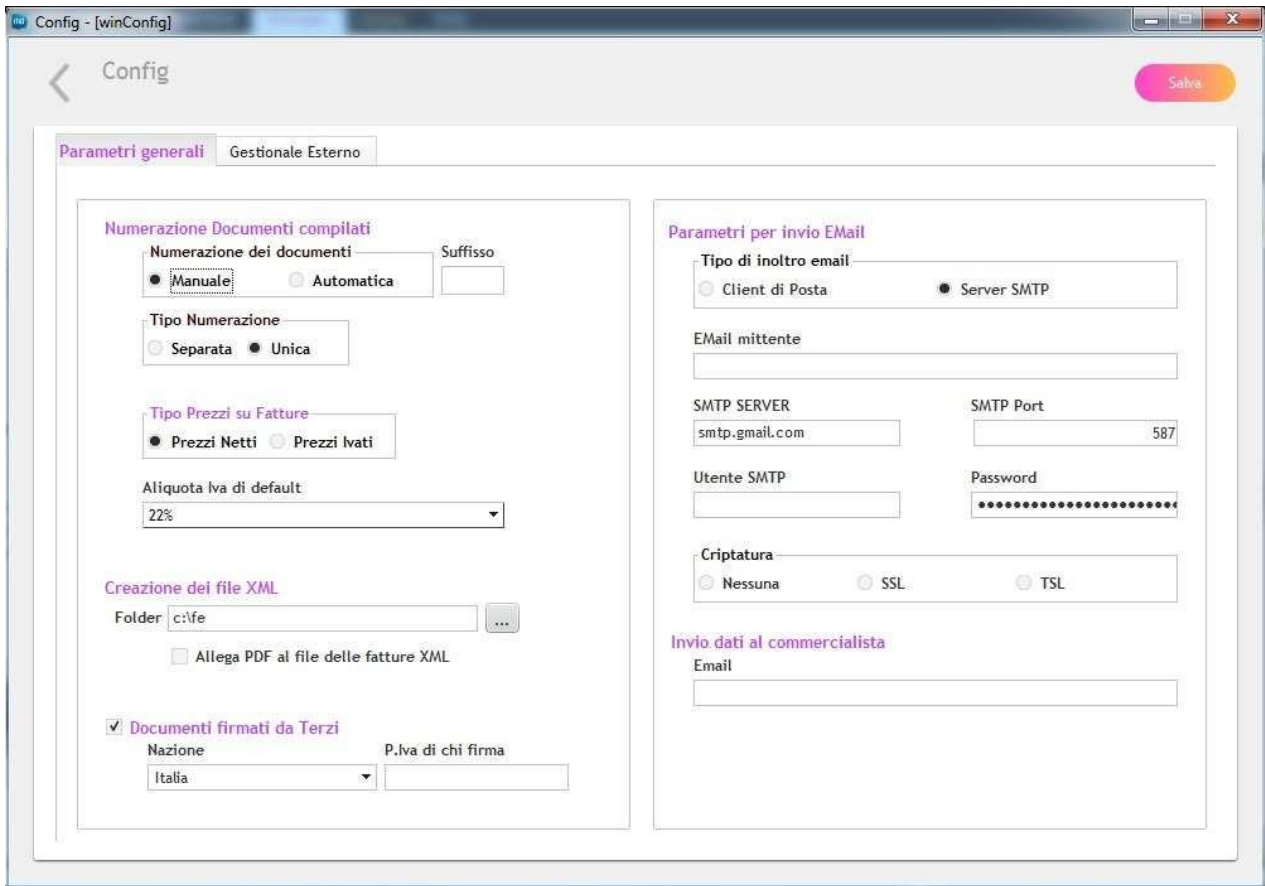 Config - [winConfig]
Config
Salva
Parametri generali
Gestionale Esterno
Numerazione Documenti compilati
Numerazione dei documenti
Suffisso
Manuale
Automatica
Tipo Numerazione
Separata
Unica
Tipo Prezzi su Fatture
Prezzi Netti
Prezzi Ivati
Aliquota Iva di default
22%
Creazione dei file XML
Folder
c:\fe
...
Allega PDF al file delle fatture XML
Documenti firmati da Terzi
Nazione
P.Iva di chi firma
Italia
Parametri per invio EMail
Tipo di inoltro email
Client di Posta
Server SMTP
EMail mittente
SMTP SERVER
SMTP Port
smtp.gmail.com
587
Utente SMTP
Password
Criptatura
Nessuna
SSL
TSL
Invio dati al commercialista
Email